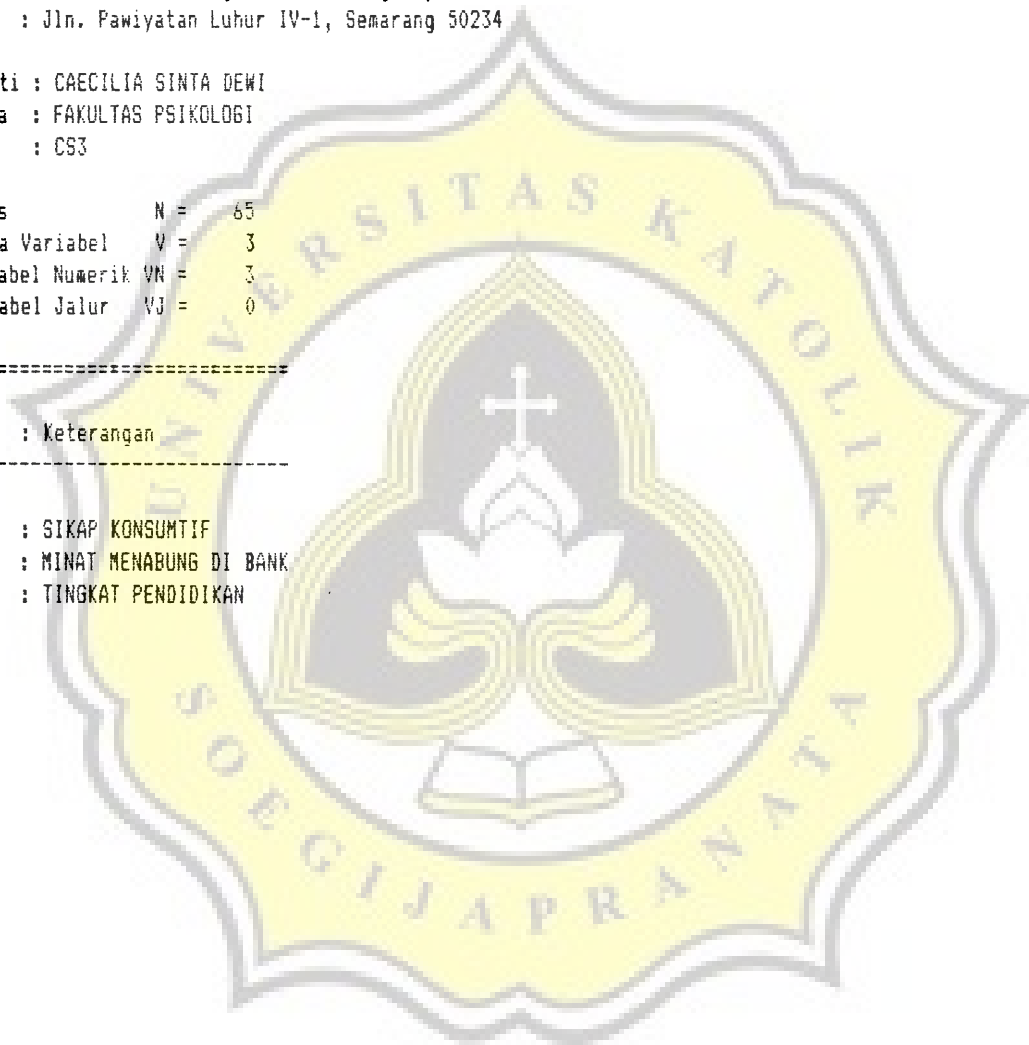 : Jln. Pawiyatan Luhur IV-1, Semarang 50234
ti : CAECILIA SINTA DEWI
a : FAKULTAS PSIKOLOGI
: CS3
s N = 65
a Variabel V = 3
abel Numerik VN = 3
abel Jalur VJ = 0
=============================
: Keterangan
-----------------------------
: SIKAP KONSUMTIF
: MINAT MENABUNG DI BANK
: TINGKAT PENDIDIKAN
UNIVERSITAS KATOLIK
SOEGIJAPRANATA